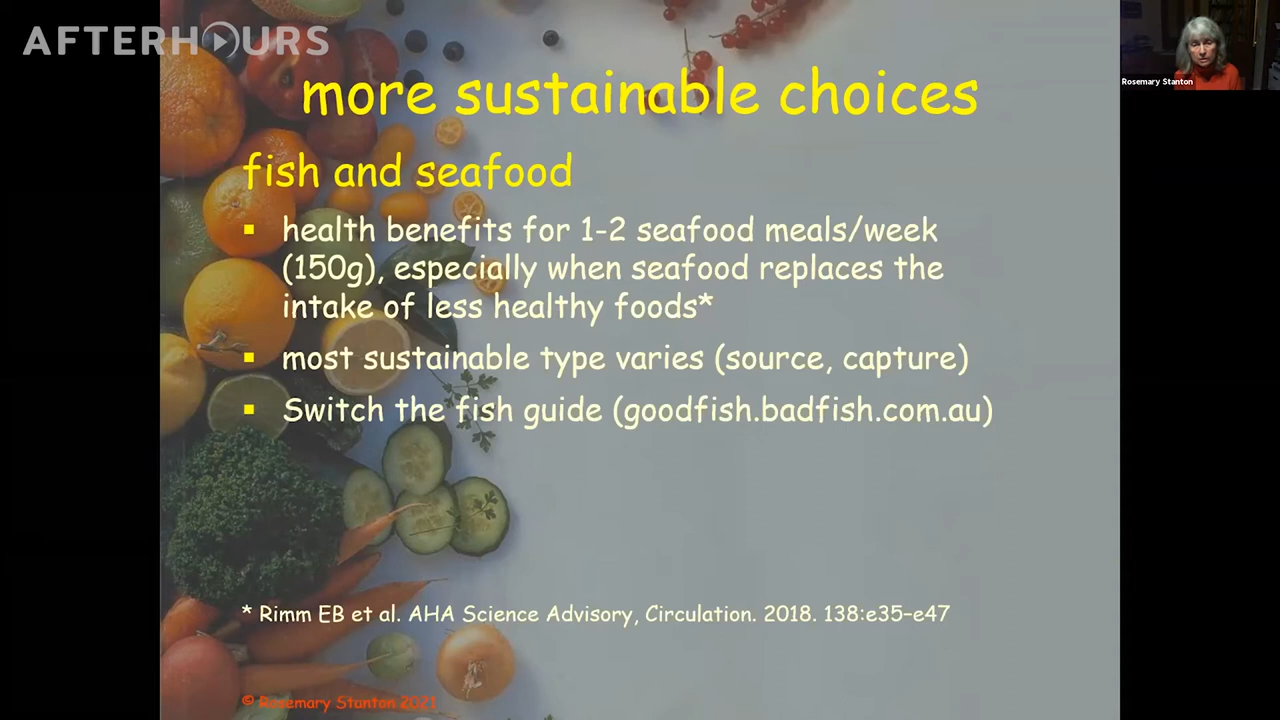 AFTERHOURS
Rosemary Stanton
more sustainable choices
fish and seafood
▪ health benefits for 1-2 seafood meals/week
(150g), especially when seafood replaces the
intake of less healthy foods*
▪ most sustainable type varies (source, capture)
▪ Switch the fish guide (goodfish.badfish.com.au)
* Rimm EB et al. AHA Science Advisory, Circulation. 2018. 138:e35–e47
© Rosemary Stanton 2021